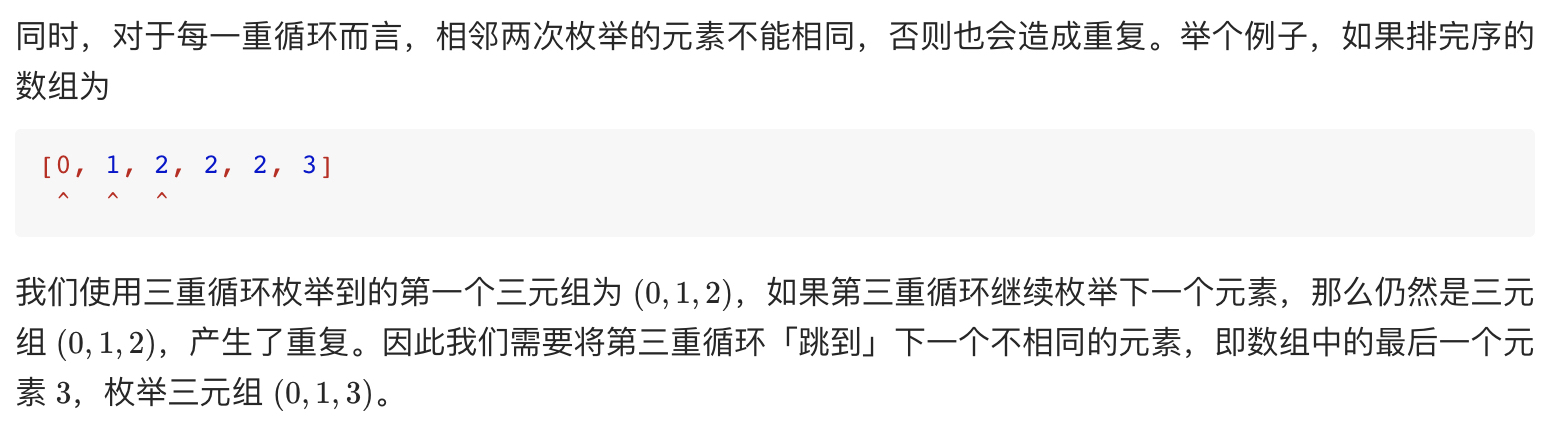 同时，对于每一重循环而言，相邻两次枚举的元素不能相同，否则也会造成重复。举个例子，如果排完序的
数组为
[0, 1, 2, 2, 2, 3]
^ ^ ^
我们使用三重循环枚举到的第一个三元组为 (0, 1, 2)，如果第三重循环继续枚举下一个元素，那么仍然是三元
组 (0, 1, 2)，产生了重复。因此我们需要将第三重循环「跳到」下一个不相同的元素，即数组中的最后一个元
素 3，枚举三元组 (0, 1, 3)。